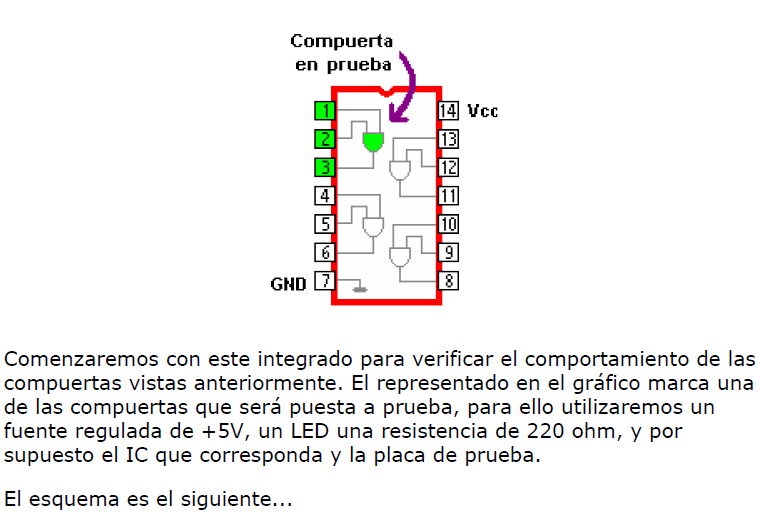 Compuerta
en prueba
1
14 Vcc
2
13
3
12
4
11
5
10
6
9
GND 7
8
Comenzaremos con este integrado para verificar el comportamiento de las
compuertas vistas anteriormente. El representado en el gráfico marca una
de las compuertas que será puesta a prueba, para ello utilizaremos un
fuente regulada de +5V, un LED una resistencia de 220 ohm, y por
supuesto el IC que corresponda y la placa de prueba.
El esquema es el siguiente...